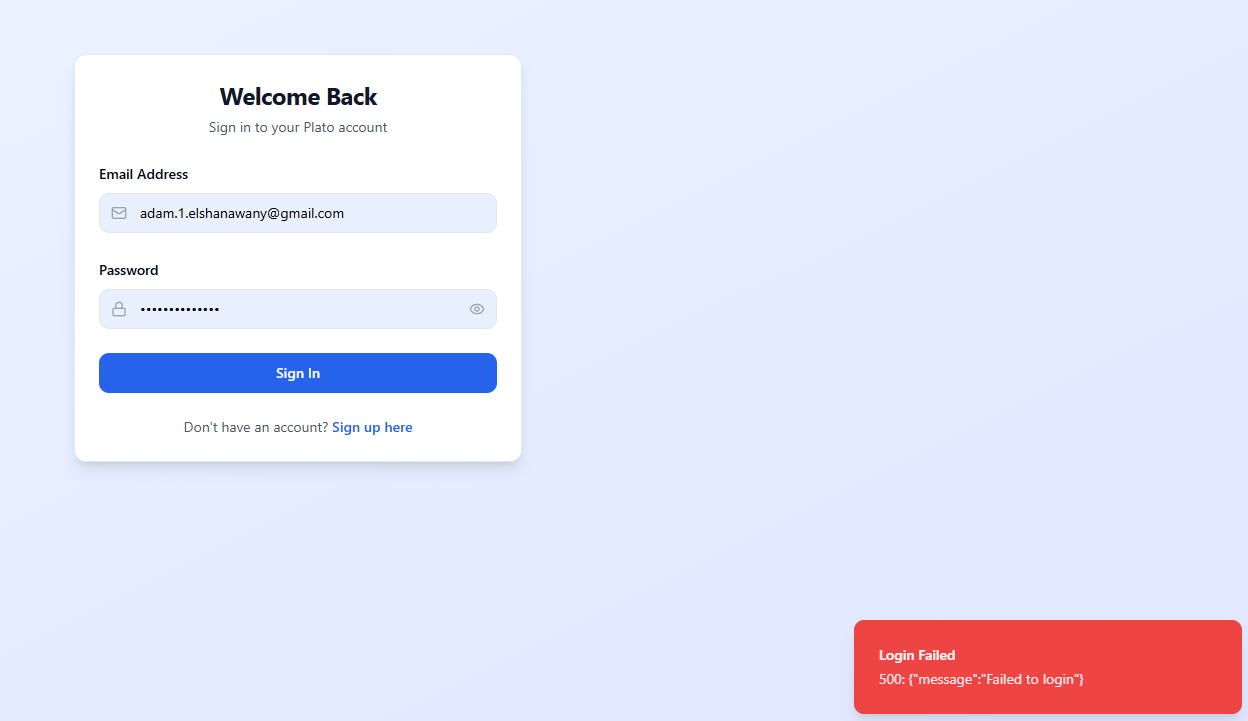 Welcome Back
Sign in to your Plato account
Email Address
adam.1.elshanawany@gmail.com
Password
••••••••••••••
Sign In
Don't have an account? Sign up here
Login Failed
500: {"message":"Failed to login"}